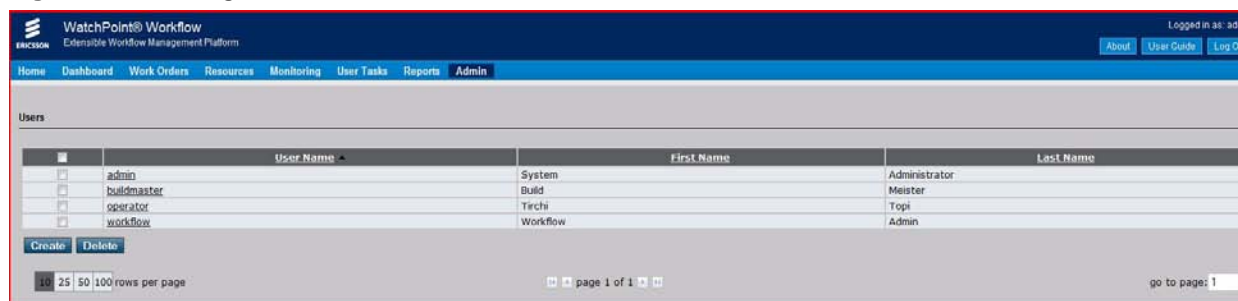 WatchPoint® Workflow
ERICSSON
Extensible Workflow Management Platform
Logged in as: ad
About User Guide Log O
Home Dashboard Work Orders Resources Monitoring User Tasks Reports Admin
Users
User Name First Name Last Name
admin System Administrator
buildmaster Build Meister
operator Tirchi Topi
workflow Workflow Admin
Create Delete
10 25 50 100 rows per page
page 1 of 1
go to page: 1